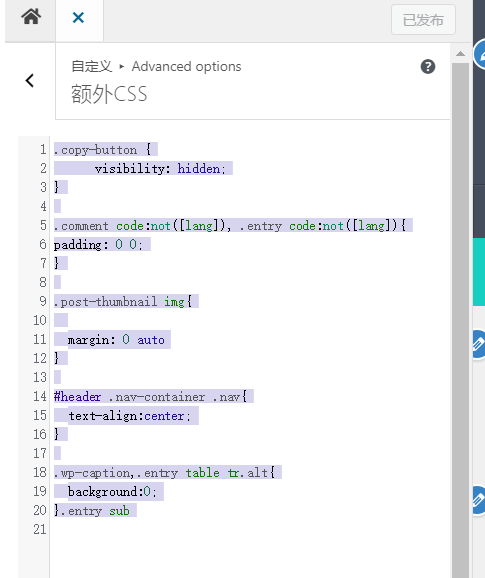 已发布
自定义 ▸ Advanced options
额外CSS
1 .copy-button {
2 visibility: hidden;
3 }
4
5 .comment code:not([lang]), .entry code:not([lang]){
6 padding: 0 0;
7 }
8
9 .post-thumbnail img{
10
11 margin: 0 auto
12 }
13
14 #header .nav-container .nav{
15 text-align:center;
16 }
17
18 .wp-caption,.entry table tr.alt{
19 background:0;
20 }.entry sub
21